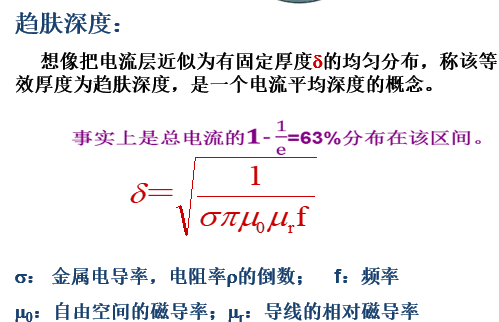 趋肤深度：
想像把电流层近似为有固定厚度δ的均匀分布，称该等
效厚度为趋肤深度，是一个电流平均深度的概念。
事实上是总电流的1-1/e=63%分布在该区间。
δ=√(1/(σπμ₀μᵣf))
σ： 金属电导率，电阻率ρ的倒数； f：频率
μ₀：自由空间的磁导率；μᵣ：导线的相对磁导率